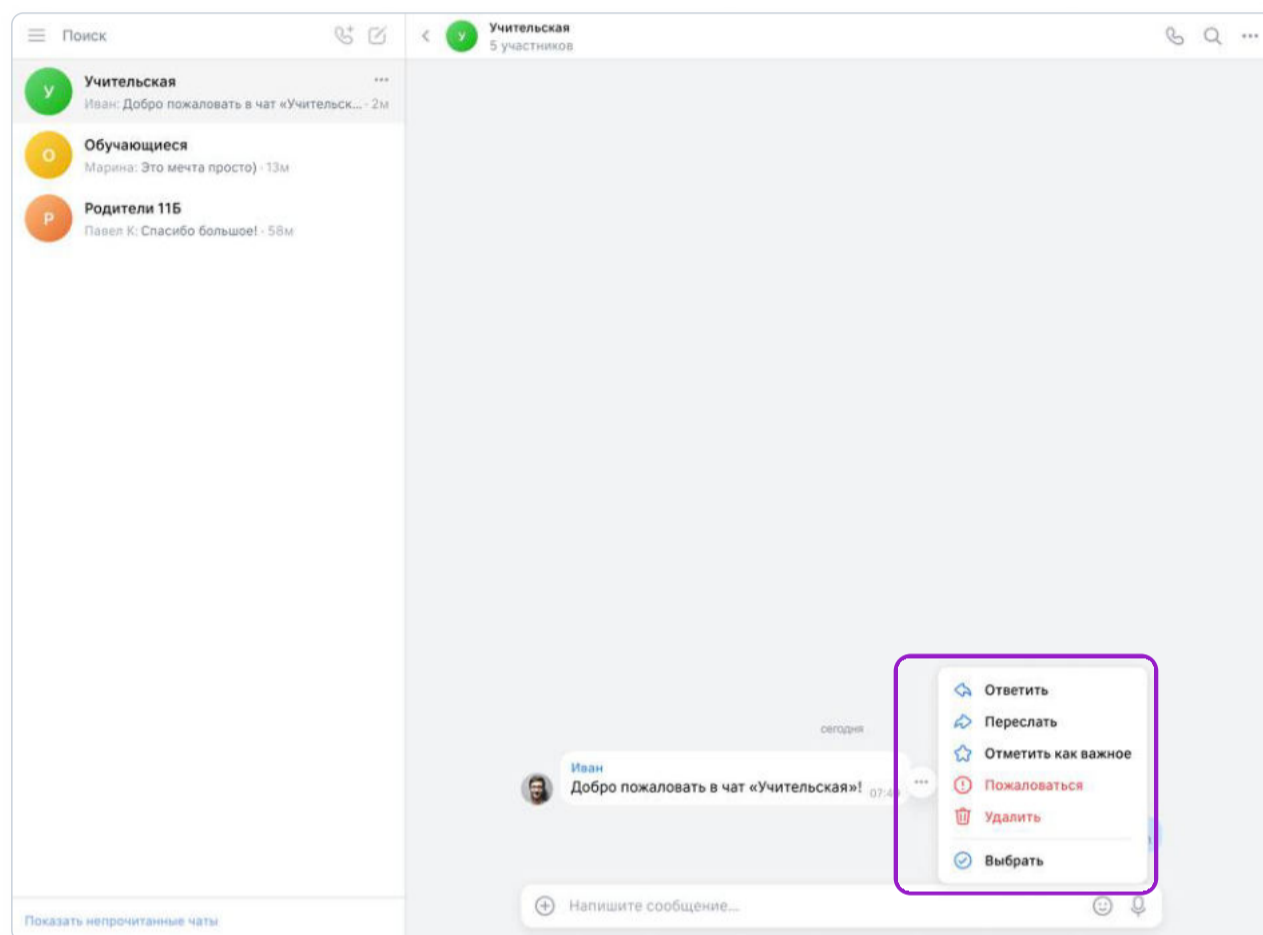 Поиск
У
Учительская
Иван: Добро пожаловать в чат «Учительск... · 2м
О
Обучающиеся
Марина: Это мечта просто) · 13м
Р
Родители 11Б
Павел К: Спасибо большое! · 58м
Показать непрочитанные чаты
У
Учительская
5 участников
сегодня
Иван
Добро пожаловать в чат «Учительская»!
Ответить
Переслать
Отметить как важное
Пожаловаться
Удалить
Выбрать
Напишите сообщение...